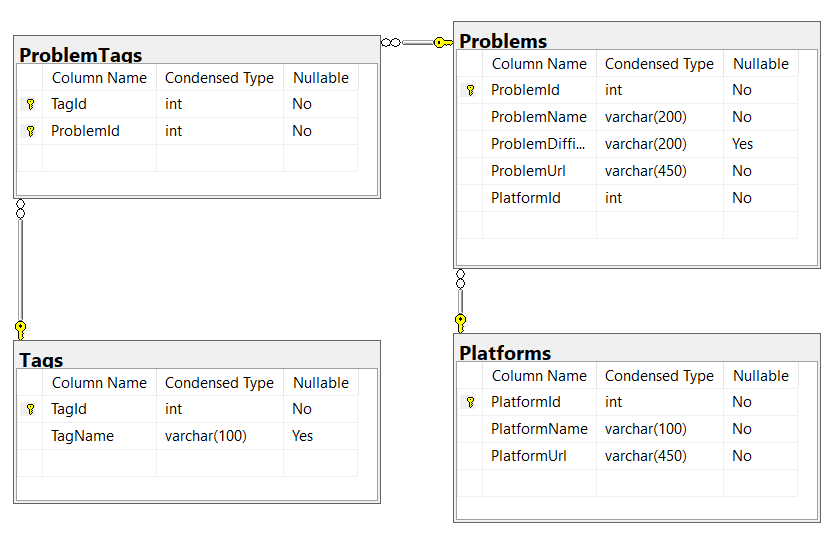 ProblemTags
Column Name Condensed Type Nullable
TagId int No
ProblemId int No
Problems
Column Name Condensed Type Nullable
ProblemId int No
ProblemName varchar(200) No
ProblemDiffi... varchar(200) Yes
ProblemUrl varchar(450) No
PlatformId int No
Tags
Column Name Condensed Type Nullable
TagId int No
TagName varchar(100) Yes
Platforms
Column Name Condensed Type Nullable
PlatformId int No
PlatformName varchar(100) No
PlatformUrl varchar(450) No